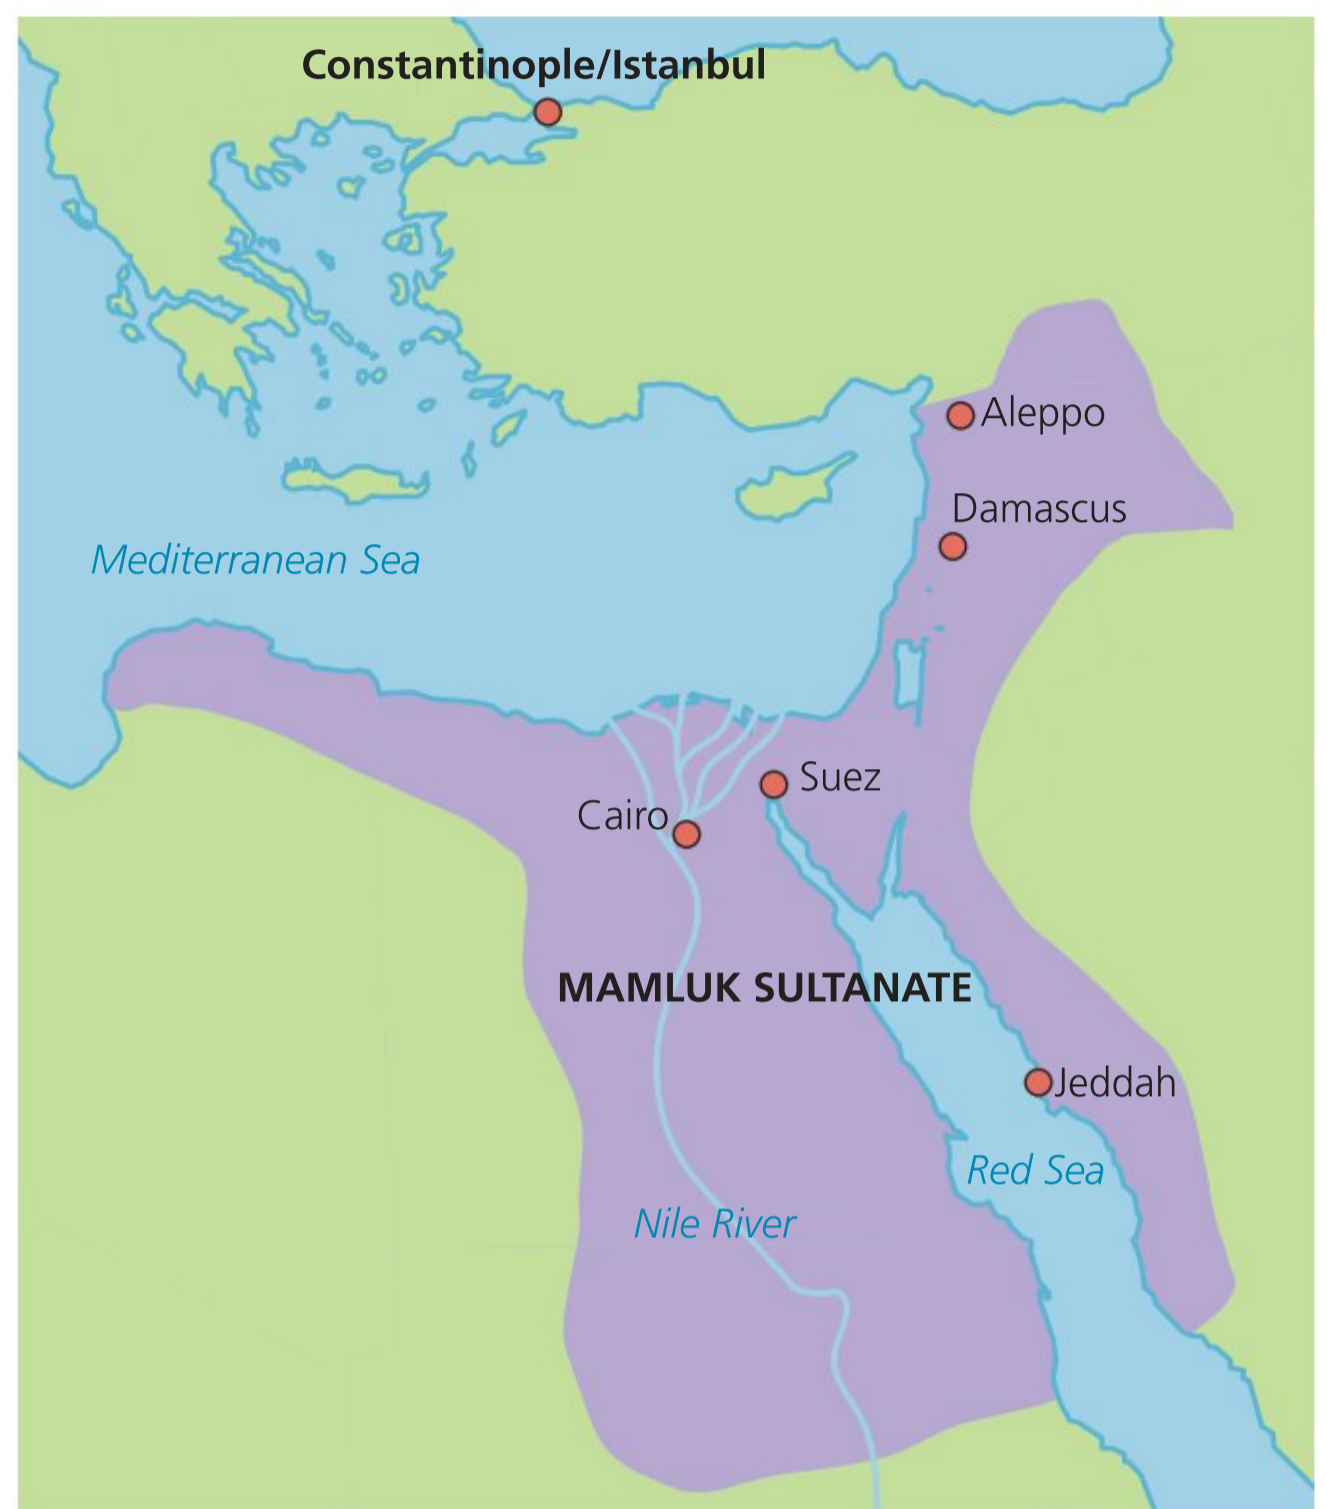 Constantinople/Istanbul
Aleppo
Damascus
Mediterranean Sea
Suez
Cairo
MAMLUK SULTANATE
Jeddah
Red Sea
Nile River